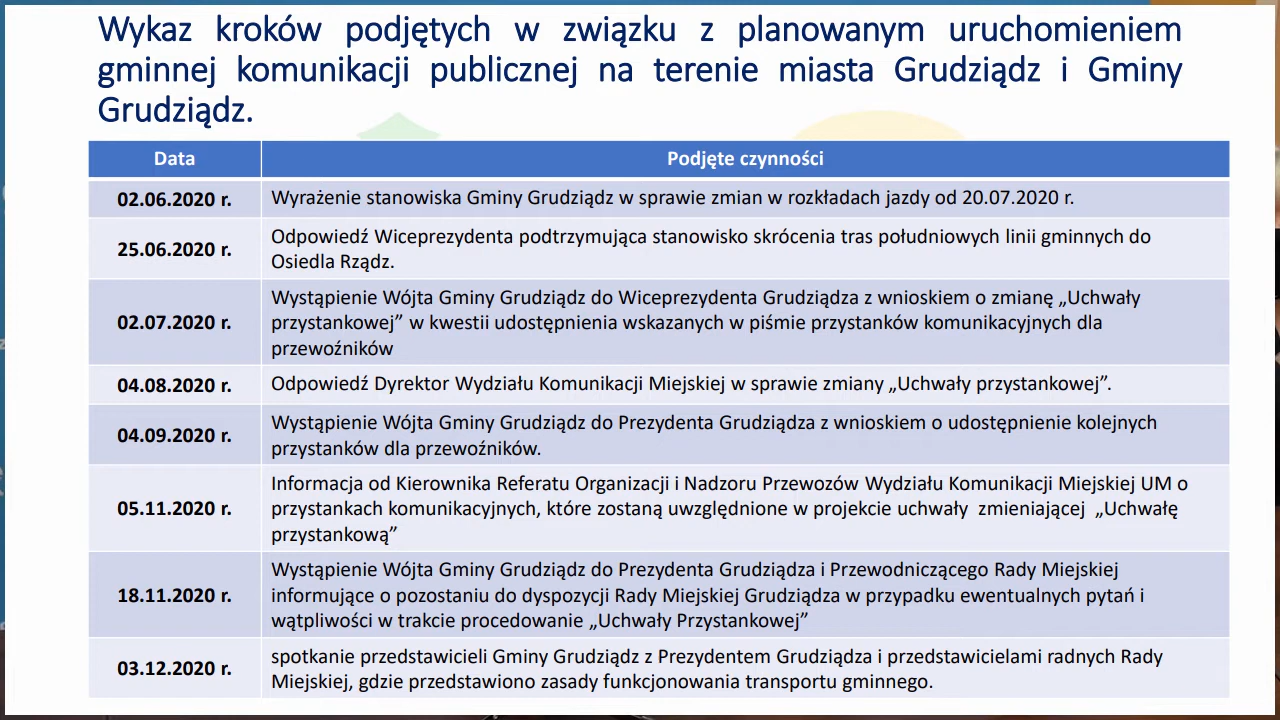 Wykaz kroków podjętych w związku z planowanym uruchomieniem
gminnej komunikacji publicznej na terenie miasta Grudziądz i Gminy
Grudziądz.
Data
Podjęte czynności
02.06.2020 r.
Wyrażenie stanowiska Gminy Grudziądz w sprawie zmian w rozkładach jazdy od 20.07.2020 r.
25.06.2020 r.
Odpowiedź Wiceprezydenta podtrzymująca stanowisko skrócenia tras południowych linii gminnych do
Osiedla Rządz.
02.07.2020 r.
Wystąpienie Wójta Gminy Grudziądz do Wiceprezydenta Grudziądza z wnioskiem o zmianę „Uchwały
przystankowej” w kwestii udostępnienia wskazanych w piśmie przystanków komunikacyjnych dla
przewoźników
04.08.2020 r.
Odpowiedź Dyrektor Wydziału Komunikacji Miejskiej w sprawie zmiany „Uchwały przystankowej”.
04.09.2020 r.
Wystąpienie Wójta Gminy Grudziądz do Prezydenta Grudziądza z wnioskiem o udostępnienie kolejnych
przystanków dla przewoźników.
05.11.2020 r.
Informacja od Kierownika Referatu Organizacji i Nadzoru Przewozów Wydziału Komunikacji Miejskiej UM o
przystankach komunikacyjnych, które zostaną uwzględnione w projekcie uchwały zmieniającej „Uchwałę
przystankową”
18.11.2020 r.
Wystąpienie Wójta Gminy Grudziądz do Prezydenta Grudziądza i Przewodniczącego Rady Miejskiej
informujące o pozostaniu do dyspozycji Rady Miejskiej Grudziądza w przypadku ewentualnych pytań i
wątpliwości w trakcie procedowanie „Uchwały Przystankowej”
03.12.2020 r.
spotkanie przedstawicieli Gminy Grudziądz z Prezydentem Grudziądza i przedstawicielami radnych Rady
Miejskiej, gdzie przedstawiono zasady funkcjonowania transportu gminnego.